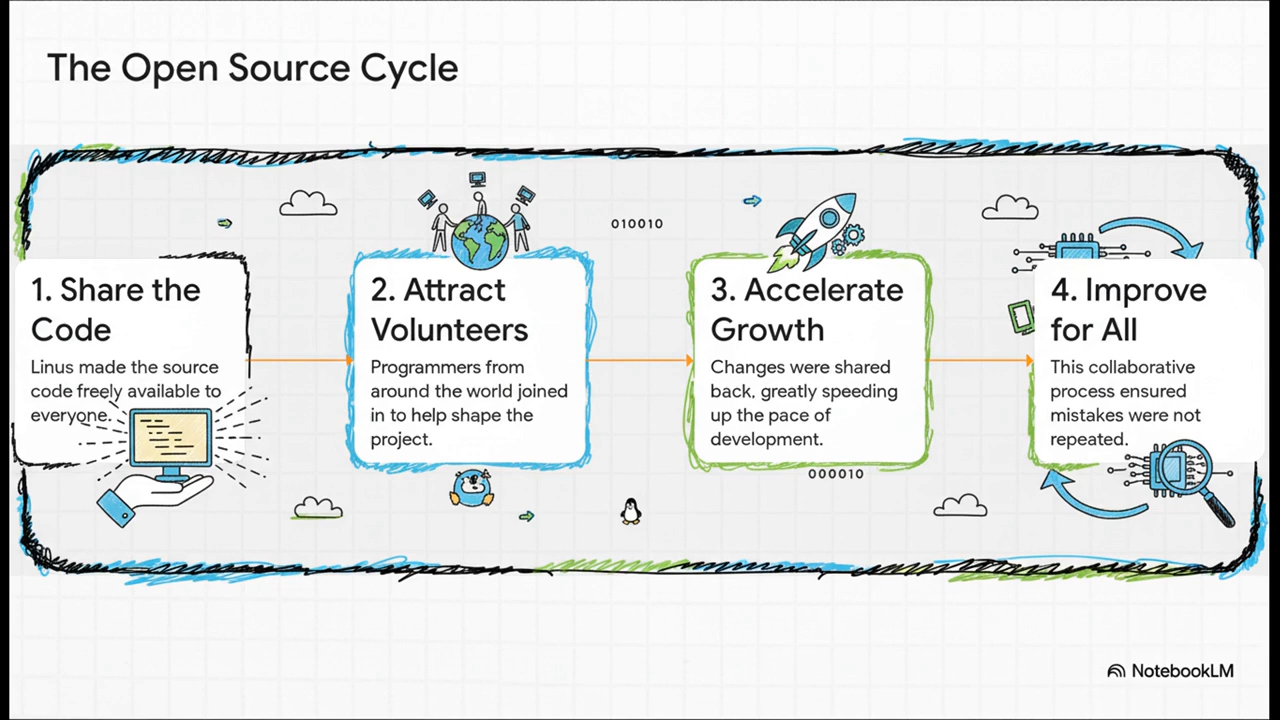 The Open Source Cycle
010010
1. Share the
Code
Linus made the source
code freely available to
everyone.
2. Attract
Volunteers
Programmers from
around the world joined
in to help shape the
project.
3. Accelerate
Growth
Changes were shared
back, greatly speeding
up the pace of
development.
4. Improve
for All
This collaborative
process ensured
mistakes were not
repeated.
000010
NotebookLM